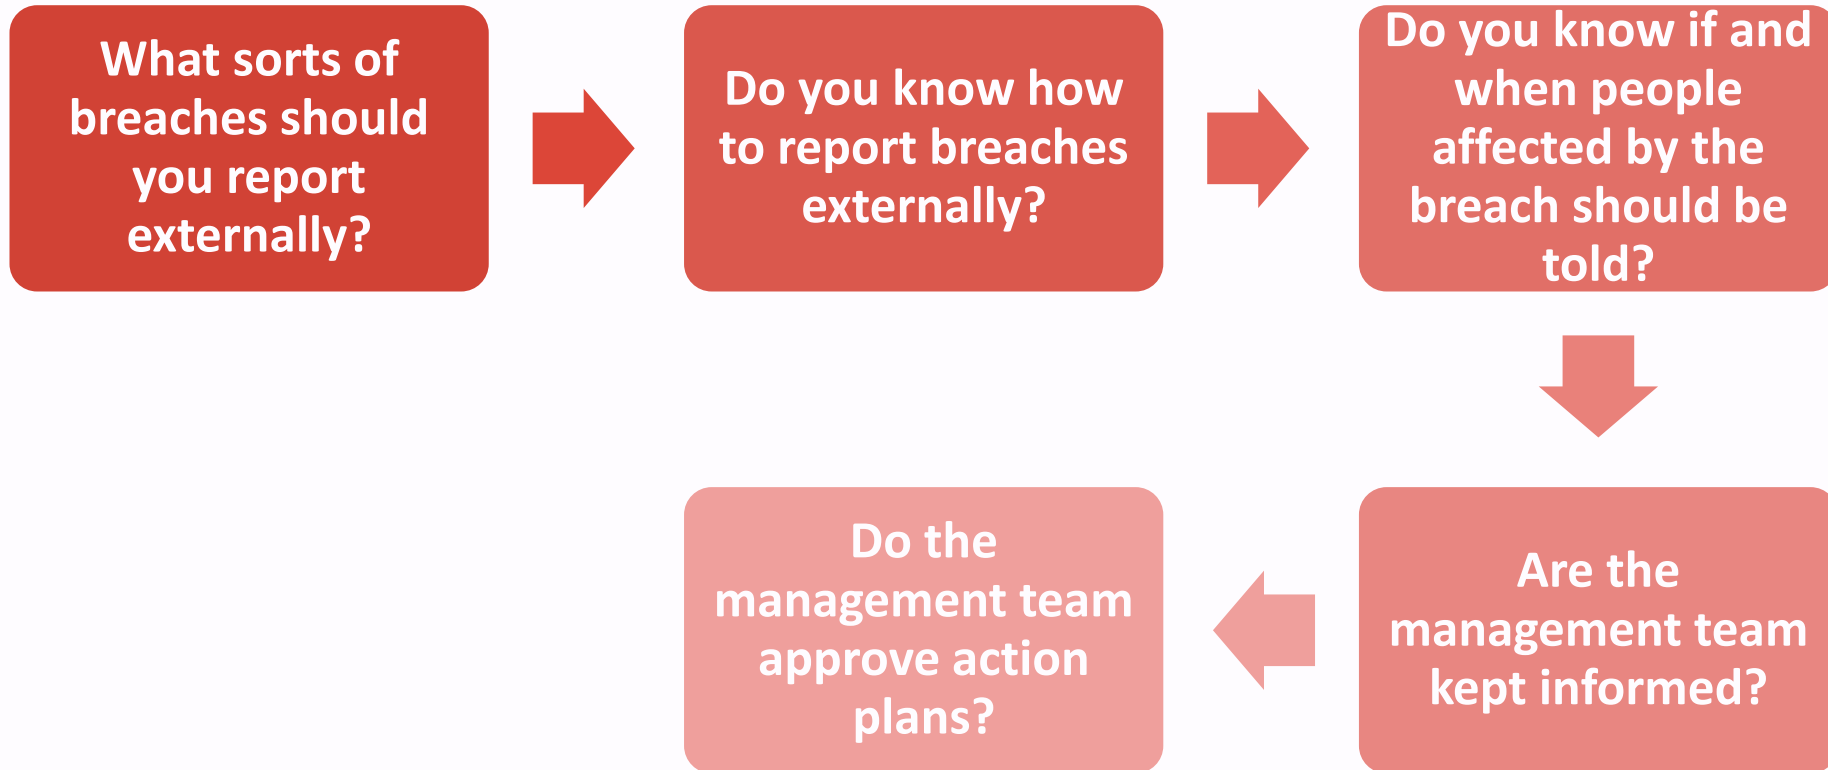 What sorts of
breaches should
you report
externally?
Do you know how
to report breaches
externally?
Do you know if and
when people
affected by the
breach should be
told?
Are the
management team
kept informed?
Do the
management team
approve action
plans?